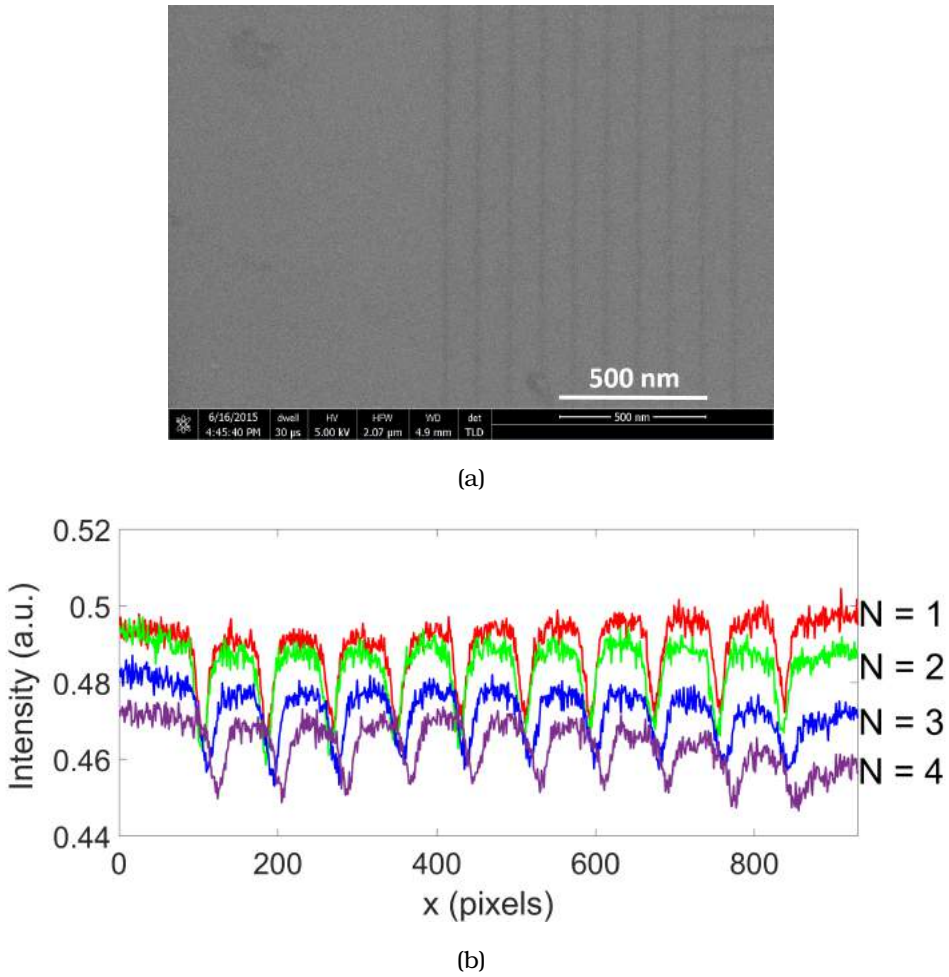 500 nm
6/16/2015 dwell HV HFW WD det
500 nm
4:45:40 PM 30 µs 5.00 kV 2.07 µm 4.9 mm TLD
(a)
0.52
0.5
0.48
0.46
0.44
Intensity (a.u.)
N = 1
N = 2
N = 3
N = 4
0 200 400 600 800
x (pixels)
(b)